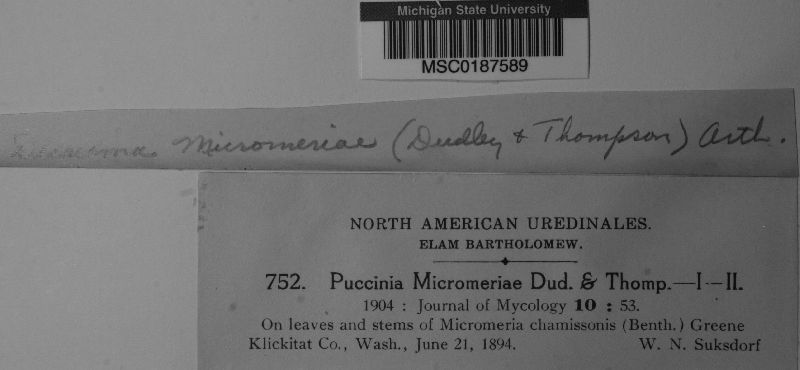 Michigan State University
MSC0187589
Micromeriae (Dudley & Thompson) Arth.
NORTH AMERICAN UREDINALES.
ELAM BARTHOLOMEW.
752. Puccinia Micromeriae Dud. & Thomp.—I—II.
1904 : Journal of Mycology 10 : 53.
On leaves and stems of Micromeria chamissonis (Benth.) Greene
Klickitat Co., Wash., June 21, 1894. W. N. Suksdorf